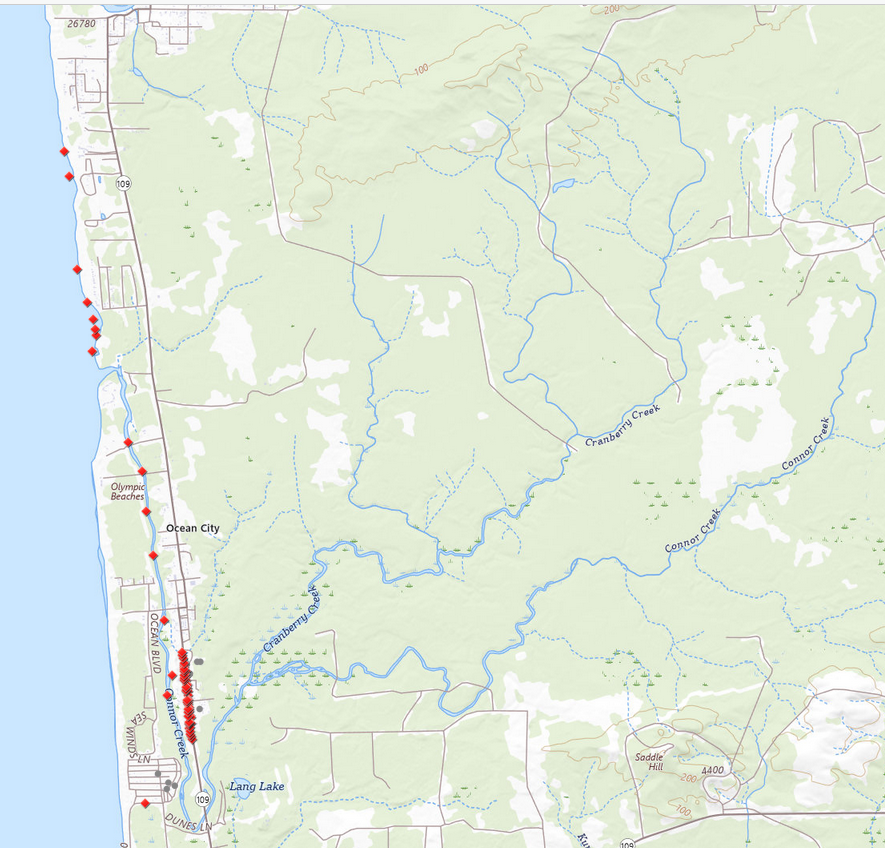 26780
200
100
109
Cranberry Creek
Connor Creek
Olympic
Beaches
Ocean City
Connor Creek
Cranberry Creek
OCEAN BLVD
Connor Creek
SEA
WINDS LN
Saddle
Hill
4400
200
Lang Lake
109
100
DUNES LN
109